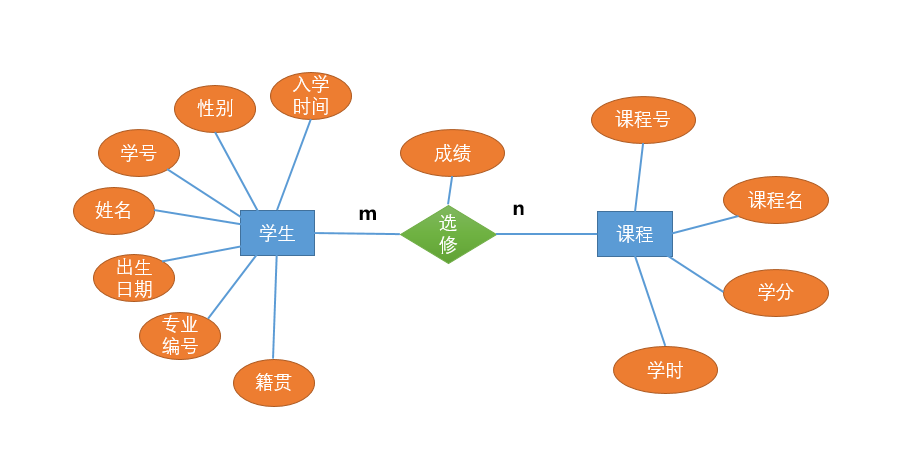 入学
时间
性别
课程号
学号
成绩
姓名
课程名
m
n
学生
选
修
课程
出生
日期
学分
专业
编号
籍贯
学时